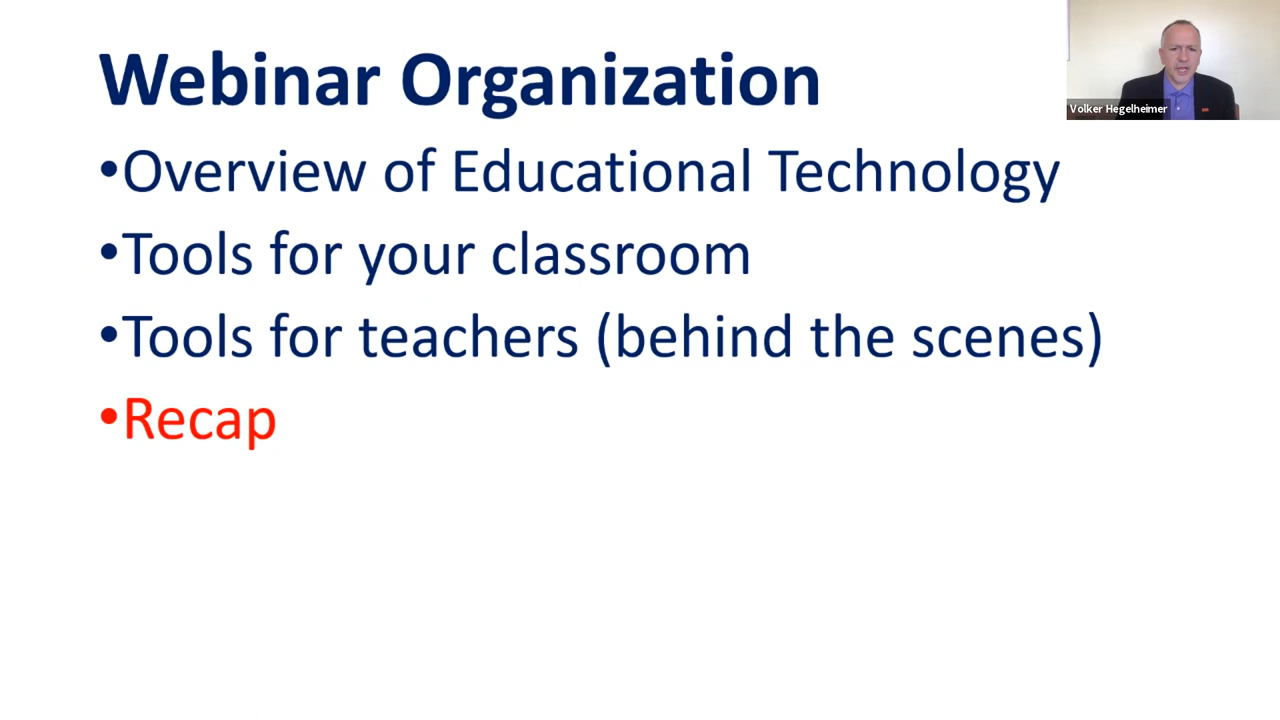 Webinar Organization
•Overview of Educational Technology
•Tools for your classroom
•Tools for teachers (behind the scenes)
•Recap
Volker Hegelheimer